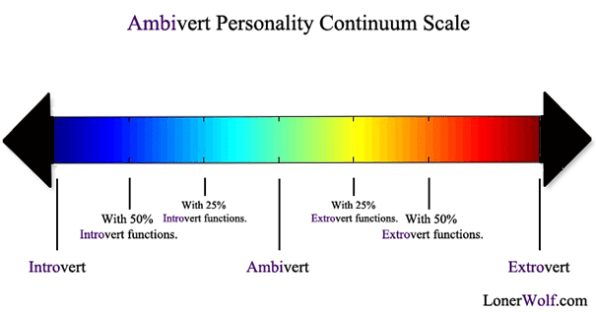 Ambivert Personality Continuum Scale
With 50%
Introvert functions.
With 25%
Introvert functions.
With 25%
Extrovert functions.
With 50%
Extrovert functions.
Introvert
Ambivert
Extrovert
LonerWolf.com